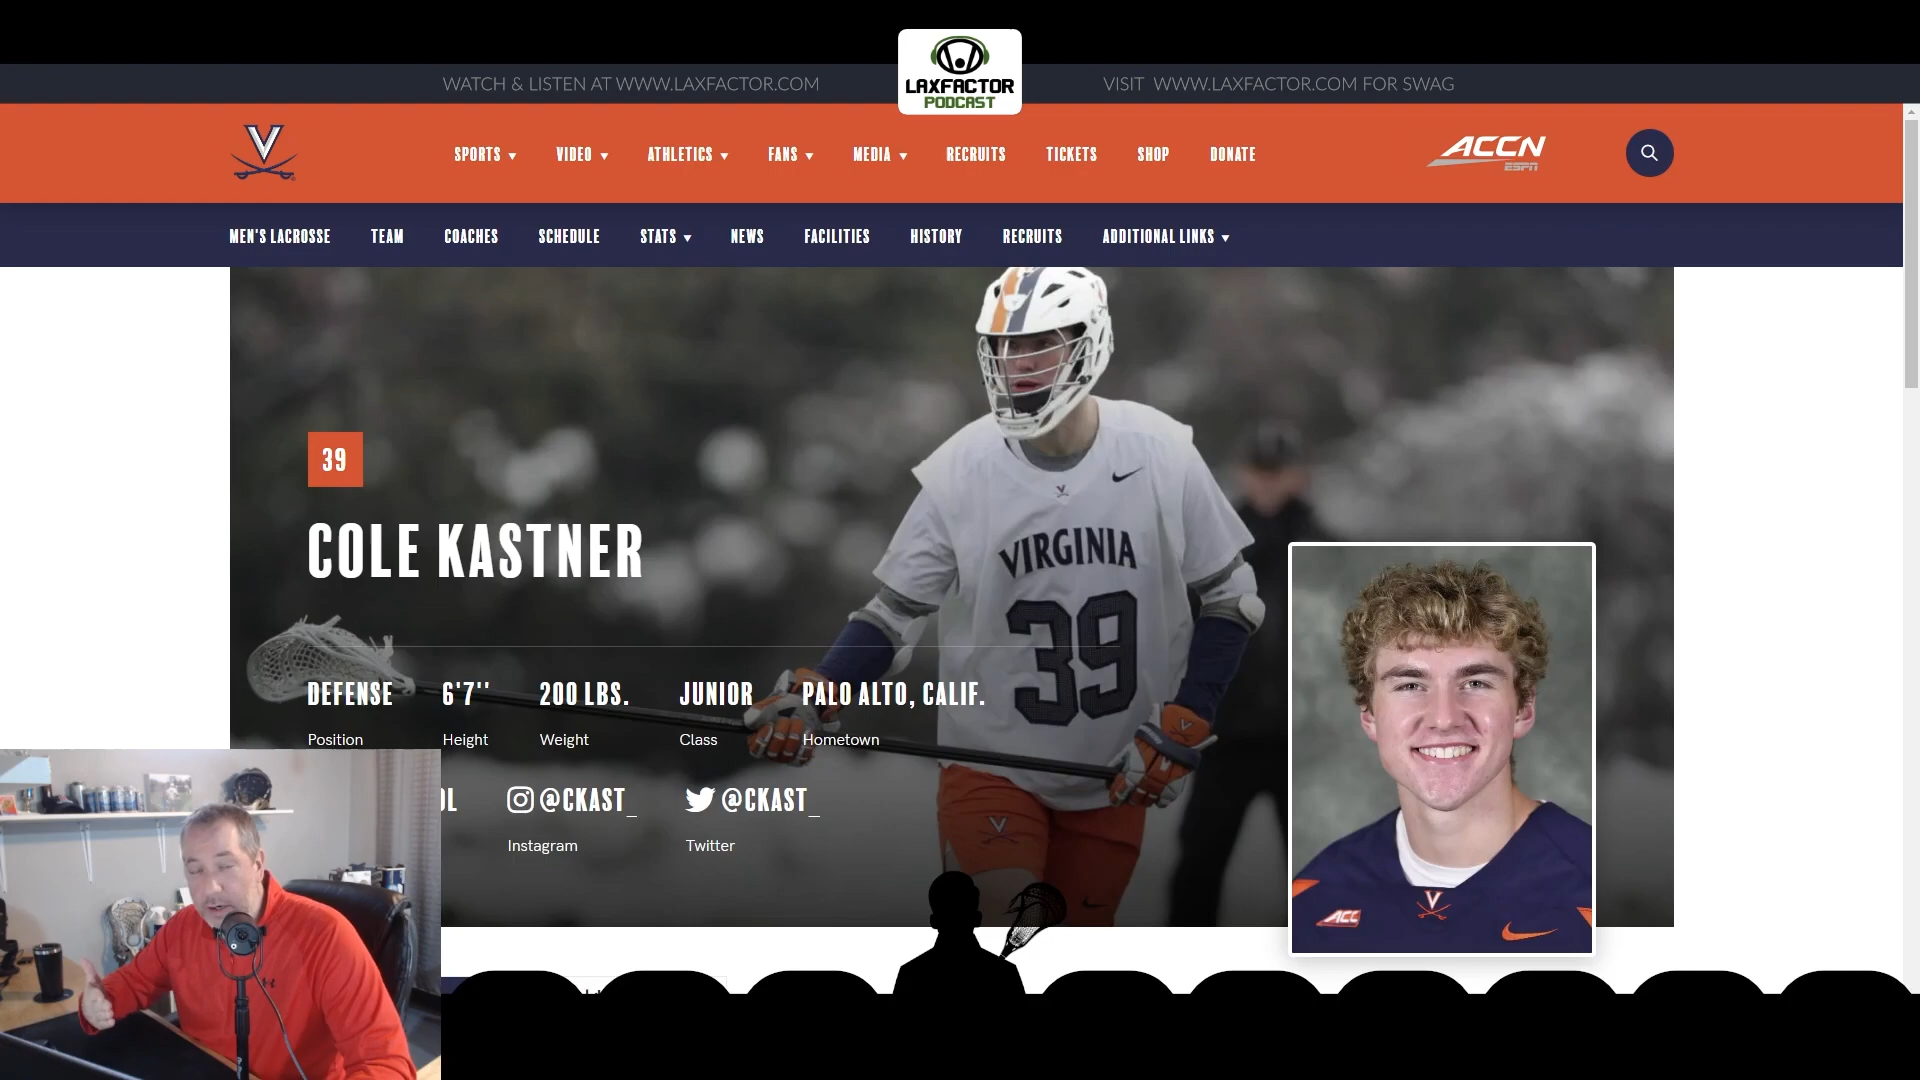 WATCH & LISTEN AT WWW.LAXFACTOR.COM
LAXFACTOR
PODCAST
VISIT WWW.LAXFACTOR.COM FOR SWAG
V
SPORTS VIDEO ATHLETICS FANS MEDIA RECRUITS TICKETS SHOP DONATE
ACCN
ESPN
MEN'S LACROSSE TEAM COACHES SCHEDULE STATS NEWS FACILITIES HISTORY RECRUITS ADDITIONAL LINKS
39
COLE KASTNER
VIRGINIA
39
DEFENSE 6'7'' 200 LBS. JUNIOR PALO ALTO, CALIF.
Position Height Weight Class Hometown
@CKAST_ @CKAST_
Instagram Twitter
V
ACC